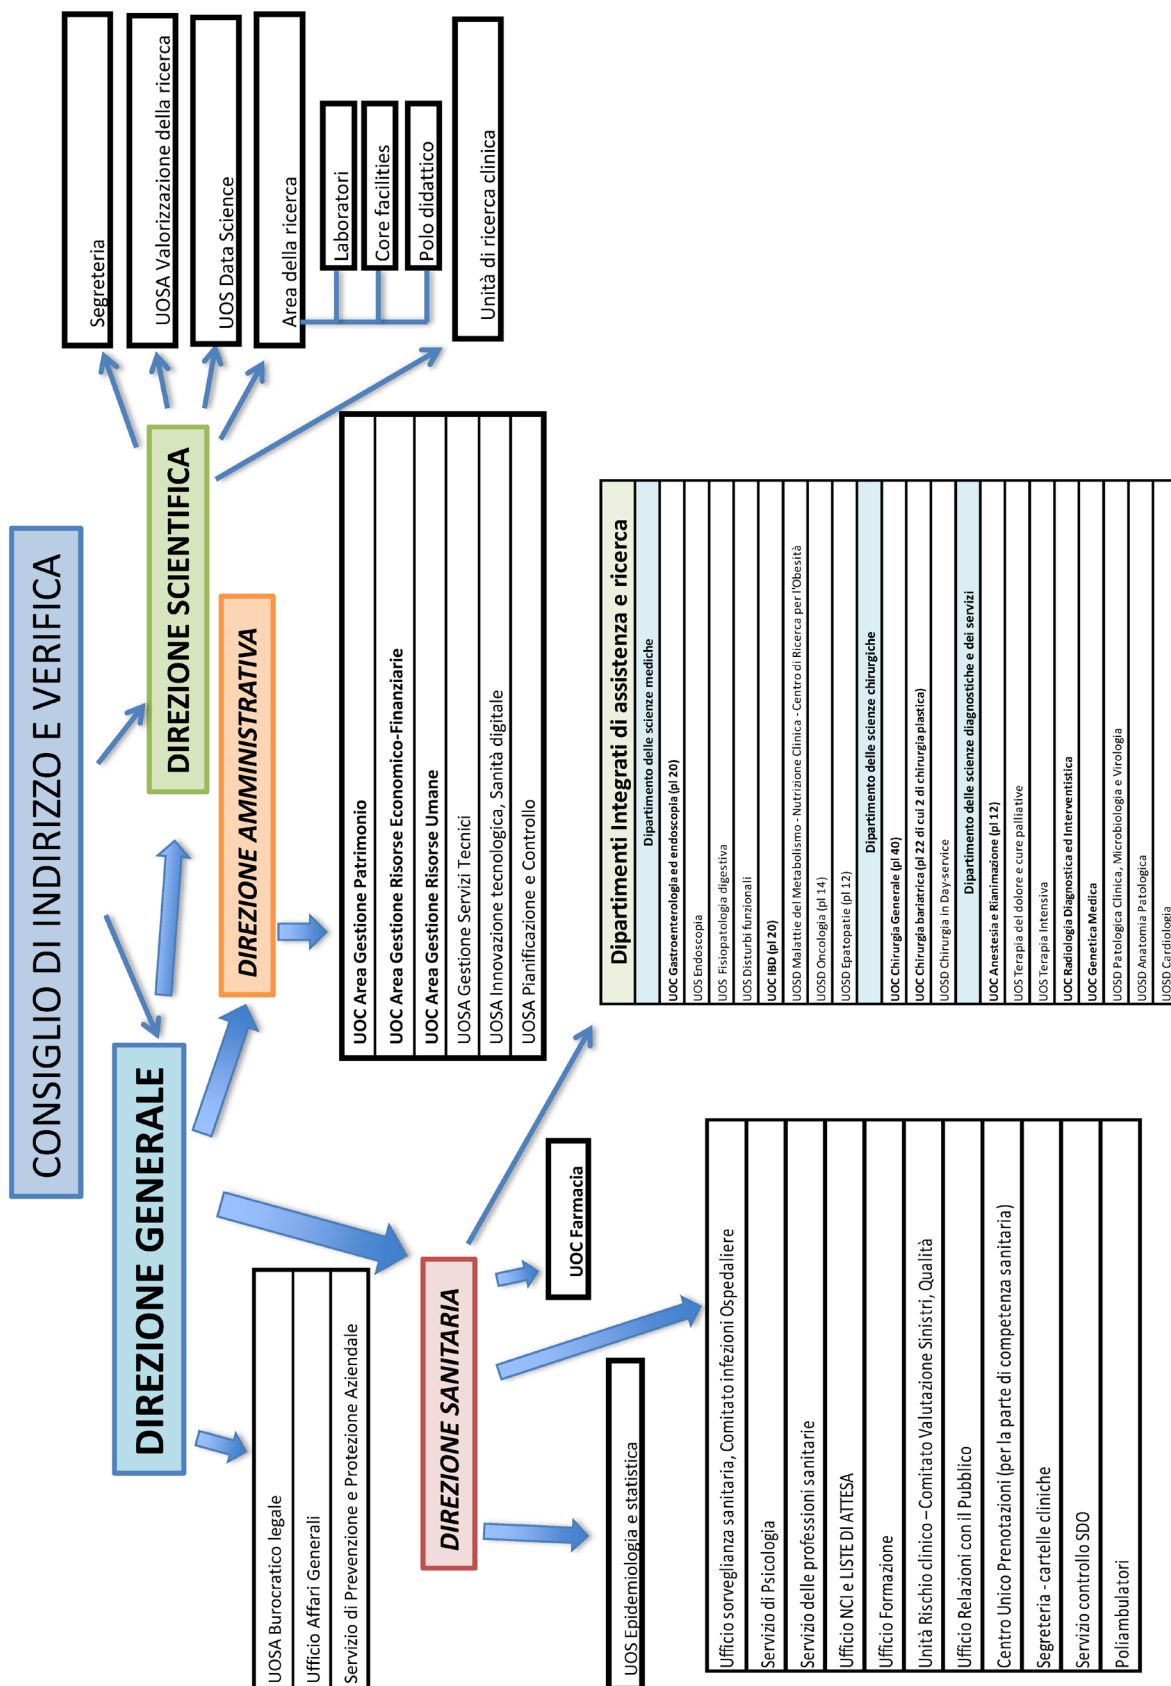 CONSIGLIO DI INDIRIZZO E VERIFICA
DIREZIONE GENERALE
DIREZIONE SCIENTIFICA
DIREZIONE AMMINISTRATIVA
DIREZIONE SANITARIA
UOSA Burocratico legale
Ufficio Affari Generali
Servizio di Prevenzione e Protezione Aziendale
Segreteria
UOSA Valorizzazione della ricerca
UOS Data Science
Area della ricerca
Laboratori
Core facilities
Polo didattico
Unità di ricerca clinica
UOC Area Gestione Patrimonio
UOC Area Gestione Risorse Economico-Finanziarie
UOC Area Gestione Risorse Umane
UOSA Gestione Servizi Tecnici
UOSA Innovazione tecnologica, Sanità digitale
UOSA Pianificazione e Controllo
UOC Farmacia
UOS Epidemiologia e statistica
Ufficio sorveglianza sanitaria, Comitato infezioni Ospedaliere
Servizio di Psicologia
Servizio delle professioni sanitarie
Ufficio NCI e LISTE DI ATTESA
Ufficio Formazione
Unità Rischio clinico – Comitato Valutazione Sinistri, Qualità
Ufficio Relazioni con il Pubblico
Centro Unico Prenotazioni (per la parte di competenza sanitaria)
Segreteria - cartelle cliniche
Servizio controllo SDO
Poliambulatori
Dipartimenti Integrati di assistenza e ricerca
Dipartimento delle scienze mediche
UOC Gastroenterologia ed endoscopia (pl 20)
UOS Endoscopia
UOS Fisiopatologia digestiva
UOS Disturbi funzionali
UOC IBD (pl 20)
UOSD Malattie del Metabolismo - Nutrizione Clinica - Centro di Ricerca per l'Obesità
UOSD Oncologia (pl 14)
UOSD Epatopatie (pl 12)
Dipartimento delle scienze chirurgiche
UOC Chirurgia Generale (pl 40)
UOC Chirurgia bariatrica (pl 22 di cui 2 di chirurgia plastica)
UOSD Chirurgia in Day-service
Dipartimento delle scienze diagnostiche e dei servizi
UOC Anestesia e Rianimazione (pl 12)
UOS Terapia del dolore e cure palliative
UOS Terapia Intensiva
UOC Radiologia Diagnostica ed Interventistica
UOC Genetica Medica
UOSD Patologia Clinica, Microbiologia e Virologia
UOSD Anatomia Patologica
UOSD Cardiologia